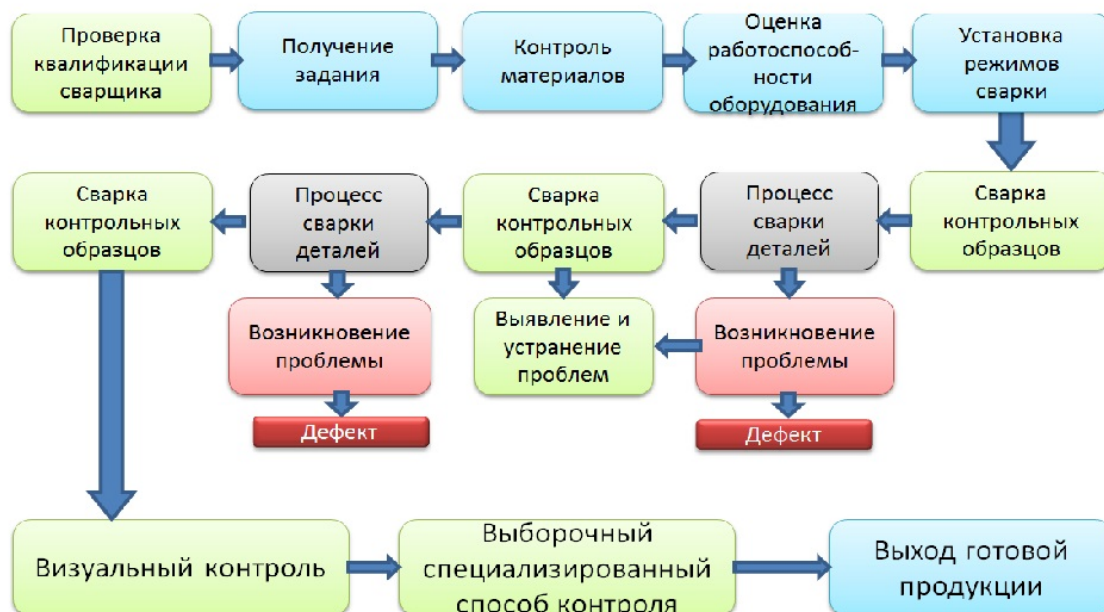 Проверка
квалификации
сварщика
Получение
задания
Контроль
материалов
Оценка
работоспособ-
ности
оборудования
Установка
режимов
сварки
Сварка
контрольных
образцов
Процесс
сварки
деталей
Сварка
контрольных
образцов
Процесс
сварки
деталей
Сварка
контрольных
образцов
Возникновение
проблемы
Выявление и
устранение
проблем
Возникновение
проблемы
Дефект
Дефект
Визуальный контроль
Выборочный
специализированный
способ контроля
Выход готовой
продукции